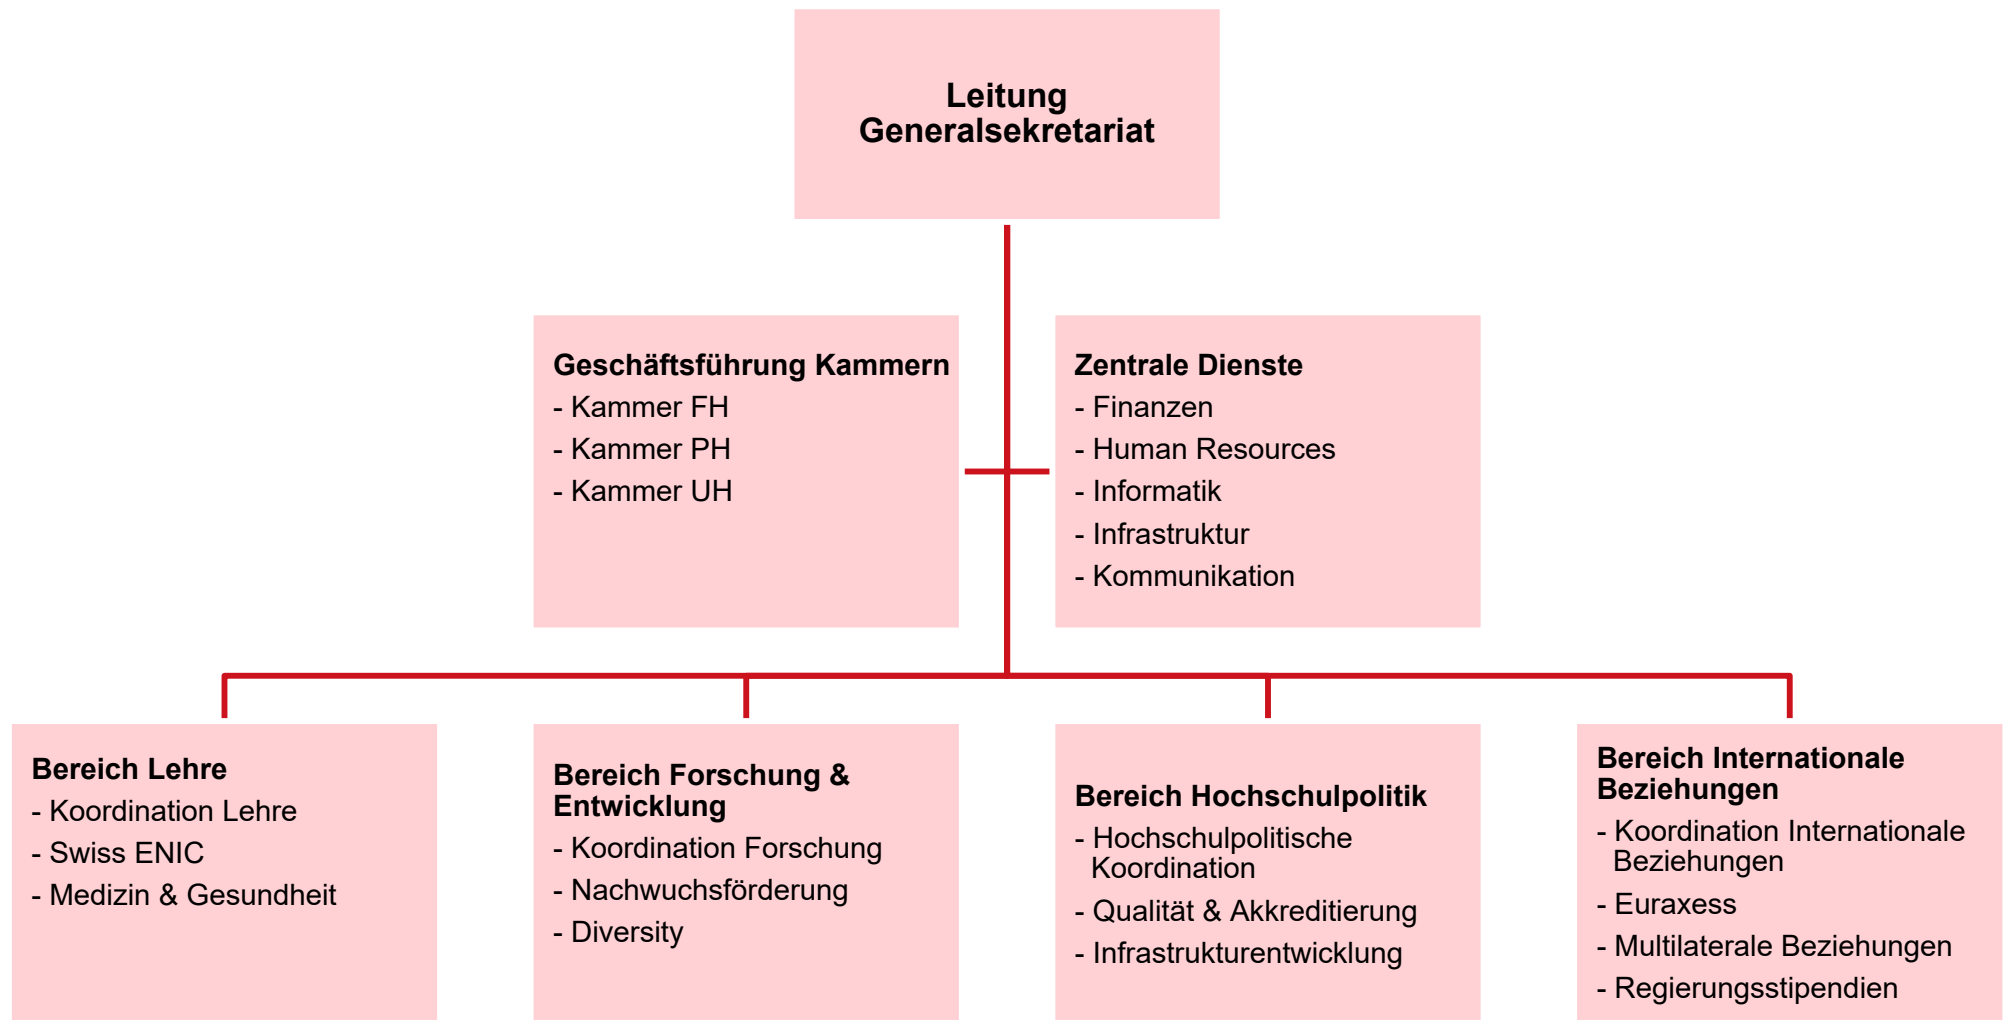 Leitung
Generalsekretariat
Geschäftsführung Kammern
- Kammer FH
- Kammer PH
- Kammer UH
Zentrale Dienste
- Finanzen
- Human Resources
- Informatik
- Infrastruktur
- Kommunikation
Bereich Lehre
- Koordination Lehre
- Swiss ENIC
- Medizin & Gesundheit
Bereich Forschung &
Entwicklung
- Koordination Forschung
- Nachwuchsförderung
- Diversity
Bereich Hochschulpolitik
- Hochschulpolitische
Koordination
- Qualität & Akkreditierung
- Infrastrukturentwicklung
Bereich Internationale
Beziehungen
- Koordination Internationale
Beziehungen
- Euraxess
- Multilaterale Beziehungen
- Regierungsstipendien